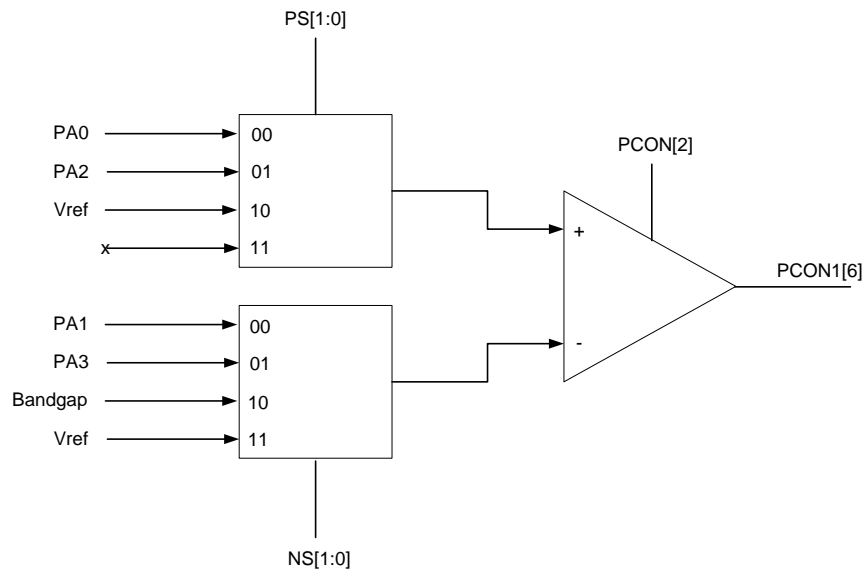 PS[1:0]
PA0
00
PA2
01
Vref
10
x
11
PCON[2]
+
-
PCON1[6]
PA1
00
PA3
01
Bandgap
10
Vref
11
NS[1:0]